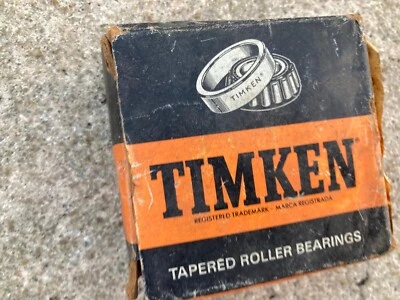 TIMKEN®
TIMKEN
REGISTERED TRADEMARK - MARCA REGISTRADA
TAPERED ROLLER BEARINGS